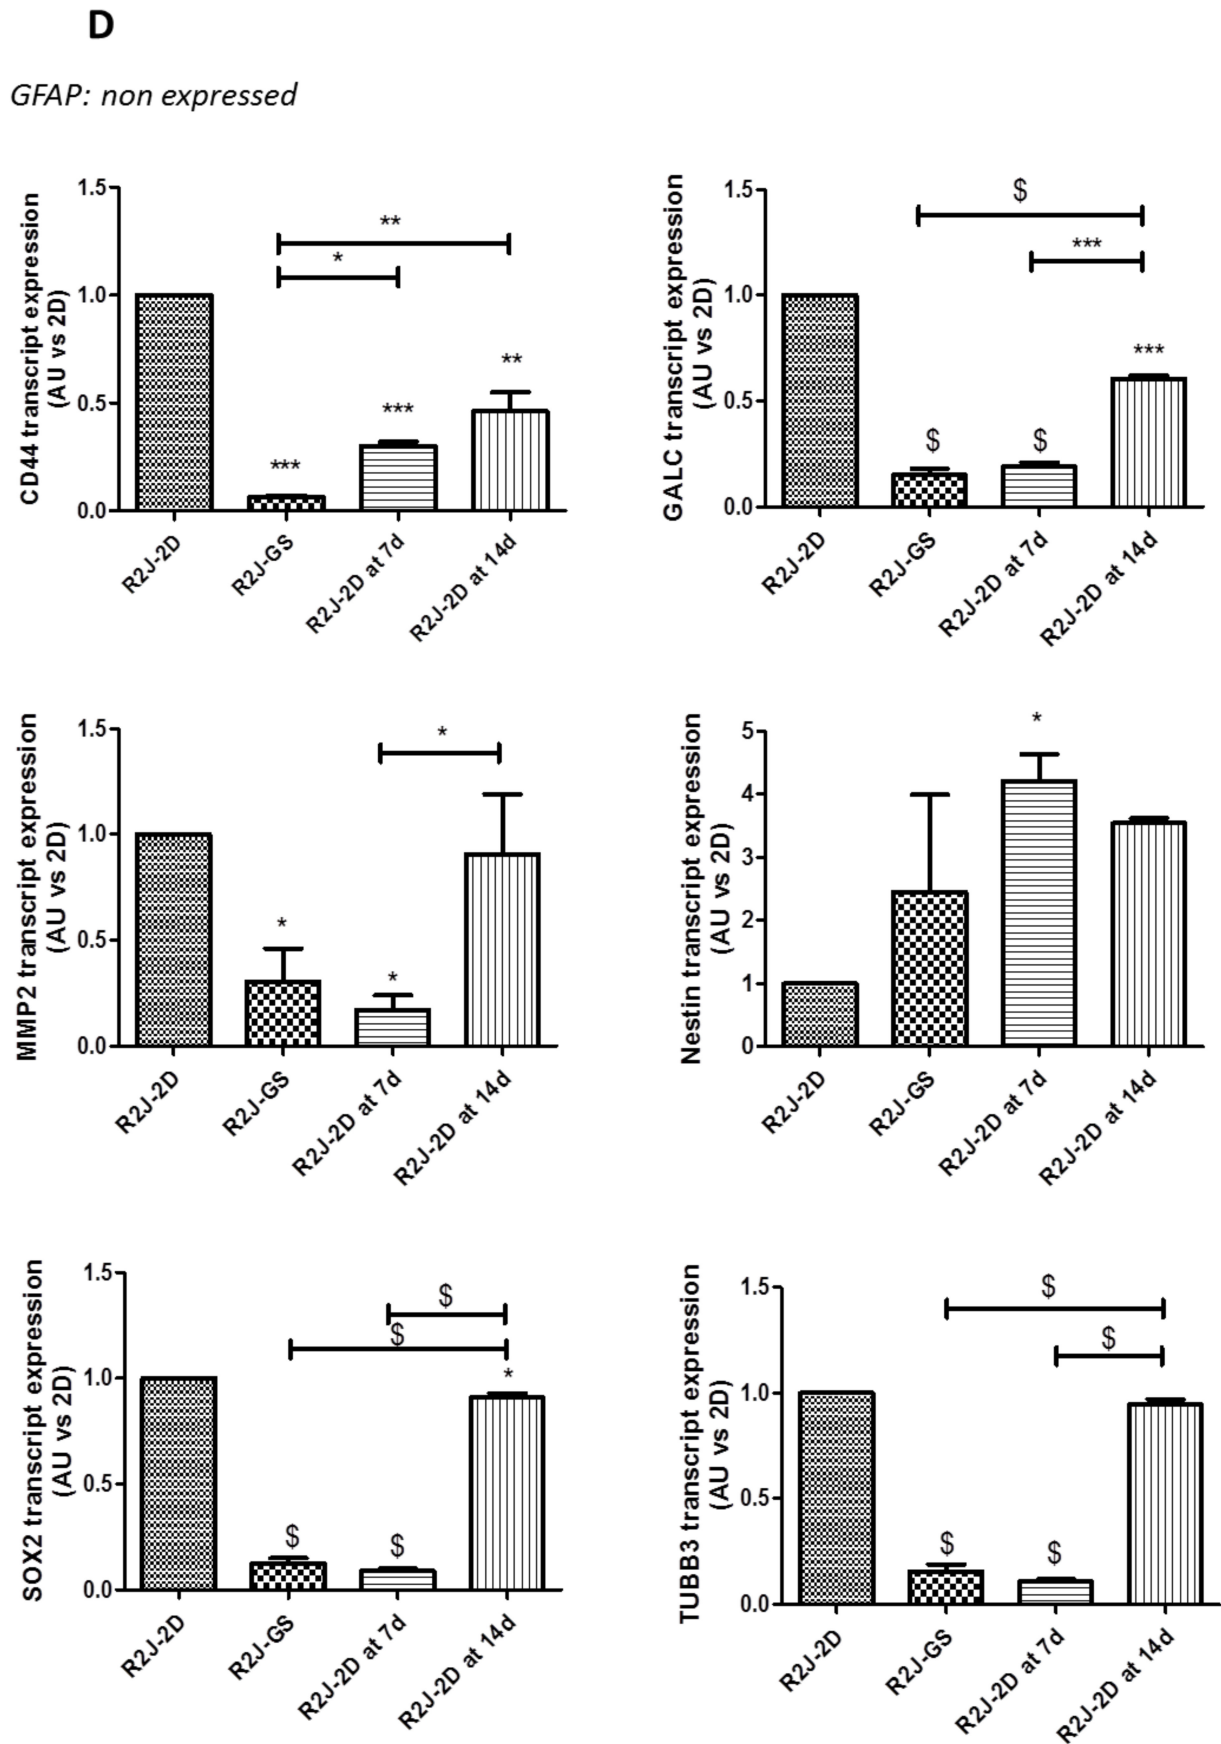 D
GFAP: non expressed
CD44 transcript expression
(AU vs 2D)
1.5
1.0
0.5
0.0
**
*
***
***
**
R2J-2D
R2J-GS
R2J-2D at 7d
R2J-2D at 14d
GALC transcript expression
(AU vs 2D)
1.5
1.0
0.5
0.0
$
***
$
$
***
R2J-2D
R2J-GS
R2J-2D at 7d
R2J-2D at 14d
MMP2 transcript expression
(AU vs 2D)
1.5
1.0
0.5
0.0
*
*
*
R2J-2D
R2J-GS
R2J-2D at 7d
R2J-2D at 14d
Nestin transcript expression
(AU vs 2D)
5
4
3
2
1
0
*
R2J-2D
R2J-GS
R2J-2D at 7d
R2J-2D at 14d
SOX2 transcript expression
(AU vs 2D)
1.5
1.0
0.5
0.0
$
$
$
$
*
R2J-2D
R2J-GS
R2J-2D at 7d
R2J-2D at 14d
TUBB3 transcript expression
(AU vs 2D)
1.5
1.0
0.5
0.0
$
$
$
$
R2J-2D
R2J-GS
R2J-2D at 7d
R2J-2D at 14d